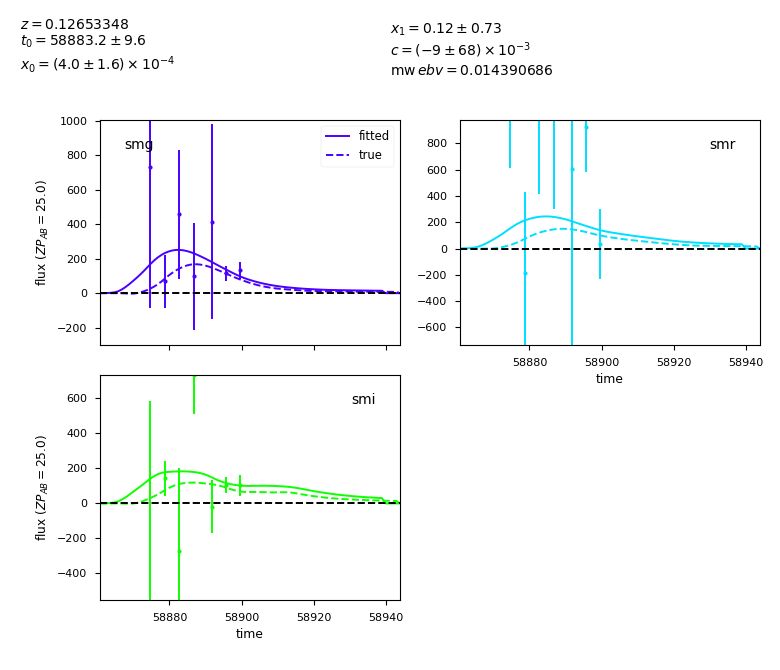 z = 0.12653348
t₀ = 58883.2 ± 9.6
x₀ = (4.0 ± 1.6) × 10⁻⁴
x₁ = 0.12 ± 0.73
c = (−9 ± 68) × 10⁻³
mw ebv = 0.014390686
smg
fitted
true
1000
800
600
400
200
0
−200
flux (ZP_AB = 25.0)
smr
800
600
400
200
0
−200
−400
−600
58880 58900 58920 58940
time
smi
600
400
200
0
−200
−400
flux (ZP_AB = 25.0)
58880 58900 58920 58940
time